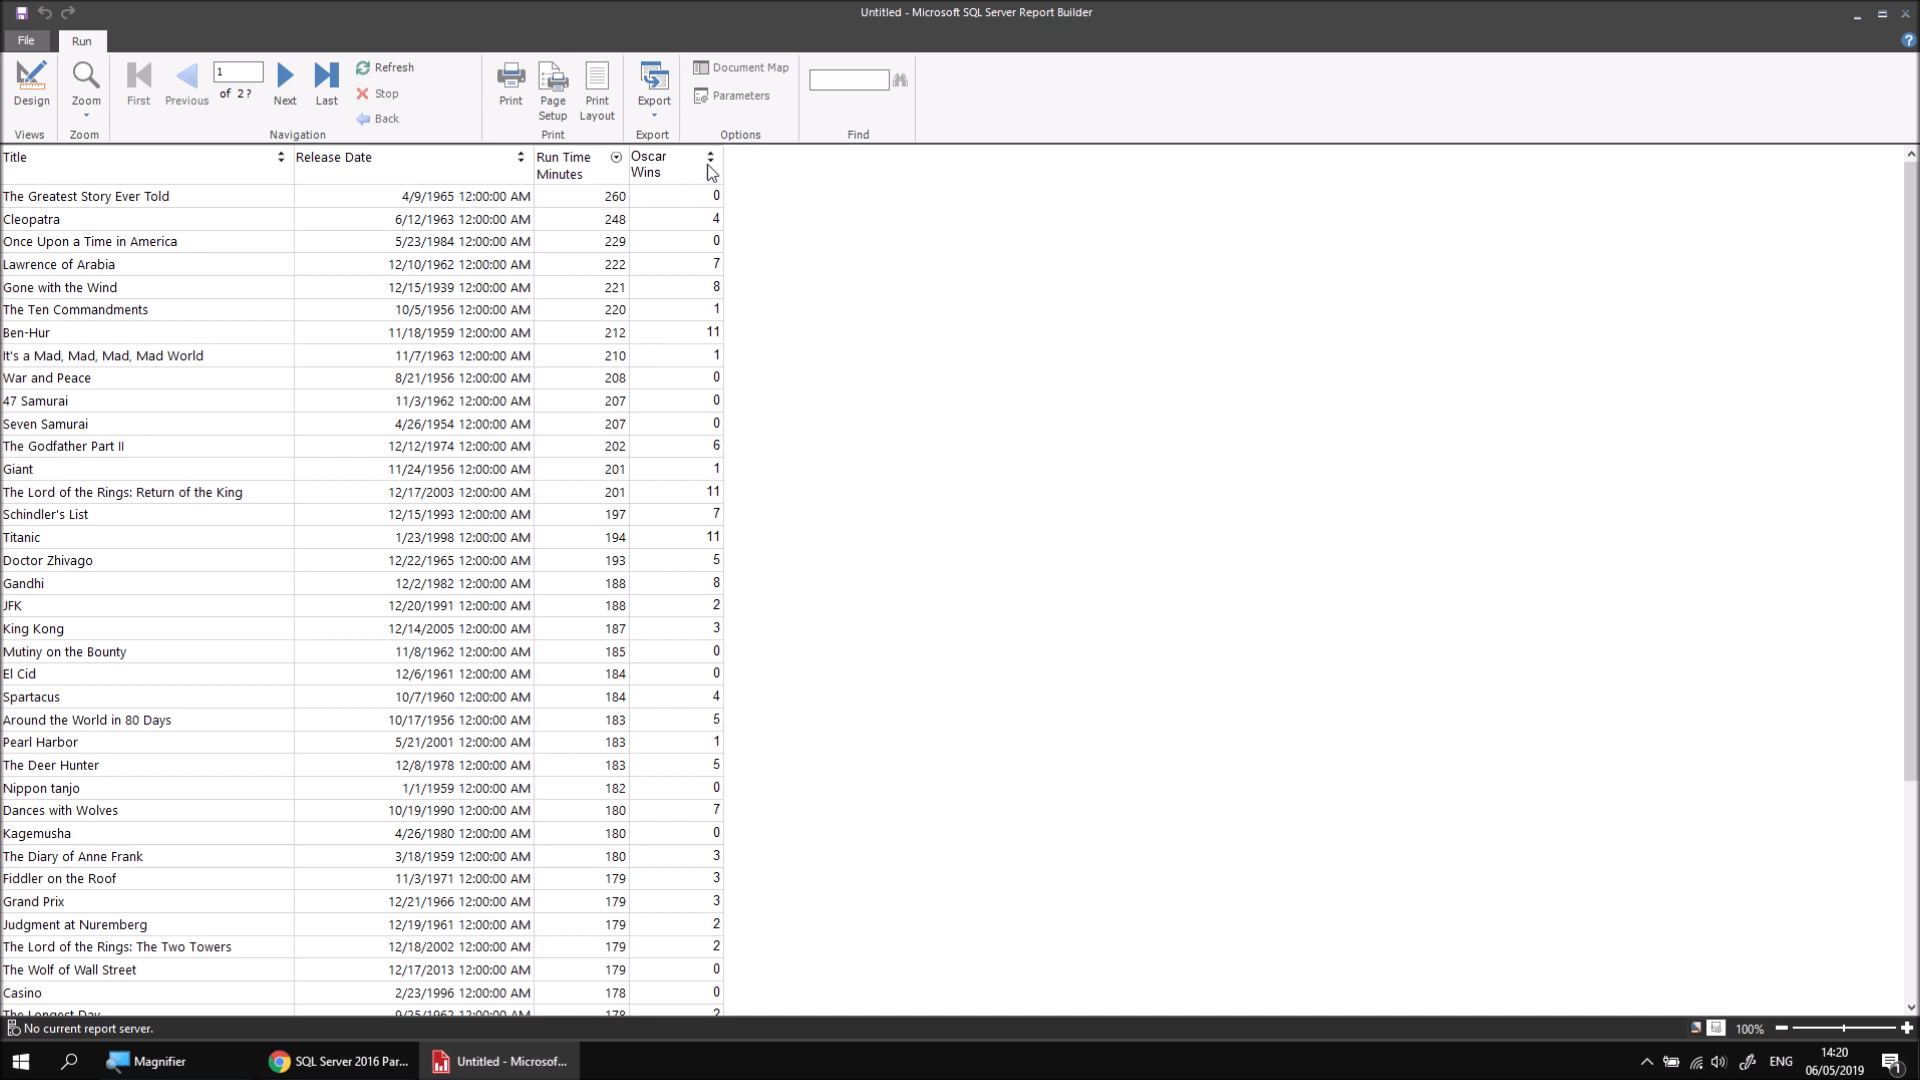 Untitled - Microsoft SQL Server Report Builder
File Run
Design
Views
Zoom
Zoom
First
Previous
1
of 2 ?
Next
Last
Refresh
Stop
Back
Navigation
Print
Page Setup
Print Layout
Print
Export
Export
Document Map
Parameters
Options
Find
Title Release Date Run Time Minutes Oscar Wins
The Greatest Story Ever Told 4/9/1965 12:00:00 AM 260 0
Cleopatra 6/12/1963 12:00:00 AM 248 4
Once Upon a Time in America 5/23/1984 12:00:00 AM 229 0
Lawrence of Arabia 12/10/1962 12:00:00 AM 222 7
Gone with the Wind 12/15/1939 12:00:00 AM 221 8
The Ten Commandments 10/5/1956 12:00:00 AM 220 1
Ben-Hur 11/18/1959 12:00:00 AM 212 11
It's a Mad, Mad, Mad, Mad World 11/7/1963 12:00:00 AM 210 1
War and Peace 8/21/1956 12:00:00 AM 208 0
47 Samurai 11/3/1962 12:00:00 AM 207 0
Seven Samurai 4/26/1954 12:00:00 AM 207 0
The Godfather Part II 12/12/1974 12:00:00 AM 202 6
Giant 11/24/1956 12:00:00 AM 201 1
The Lord of the Rings: Return of the King 12/17/2003 12:00:00 AM 201 11
Schindler's List 12/15/1993 12:00:00 AM 197 7
Titanic 1/23/1998 12:00:00 AM 194 11
Doctor Zhivago 12/22/1965 12:00:00 AM 193 5
Gandhi 12/2/1982 12:00:00 AM 188 8
JFK 12/20/1991 12:00:00 AM 188 2
King Kong 12/14/2005 12:00:00 AM 187 3
Mutiny on the Bounty 11/8/1962 12:00:00 AM 185 0
El Cid 12/6/1961 12:00:00 AM 184 0
Spartacus 10/7/1960 12:00:00 AM 184 4
Around the World in 80 Days 10/17/1956 12:00:00 AM 183 5
Pearl Harbor 5/21/2001 12:00:00 AM 183 1
The Deer Hunter 12/8/1978 12:00:00 AM 183 5
Nippon tanjo 1/1/1959 12:00:00 AM 182 0
Dances with Wolves 10/19/1990 12:00:00 AM 180 7
Kagemusha 4/26/1980 12:00:00 AM 180 0
The Diary of Anne Frank 3/18/1959 12:00:00 AM 180 3
Fiddler on the Roof 11/3/1971 12:00:00 AM 179 3
Grand Prix 12/21/1966 12:00:00 AM 179 3
Judgment at Nuremberg 12/19/1961 12:00:00 AM 179 2
The Lord of the Rings: The Two Towers 12/18/2002 12:00:00 AM 179 2
The Wolf of Wall Street 12/17/2013 12:00:00 AM 179 0
Casino 2/23/1996 12:00:00 AM 178 0
The Longest Day 9/25/1962 12:00:00 AM 178 2
No current report server. 100%
Magnifier SQL Server 2016 Par... Untitled - Microsof... ENG 14:20
06/05/2019 1